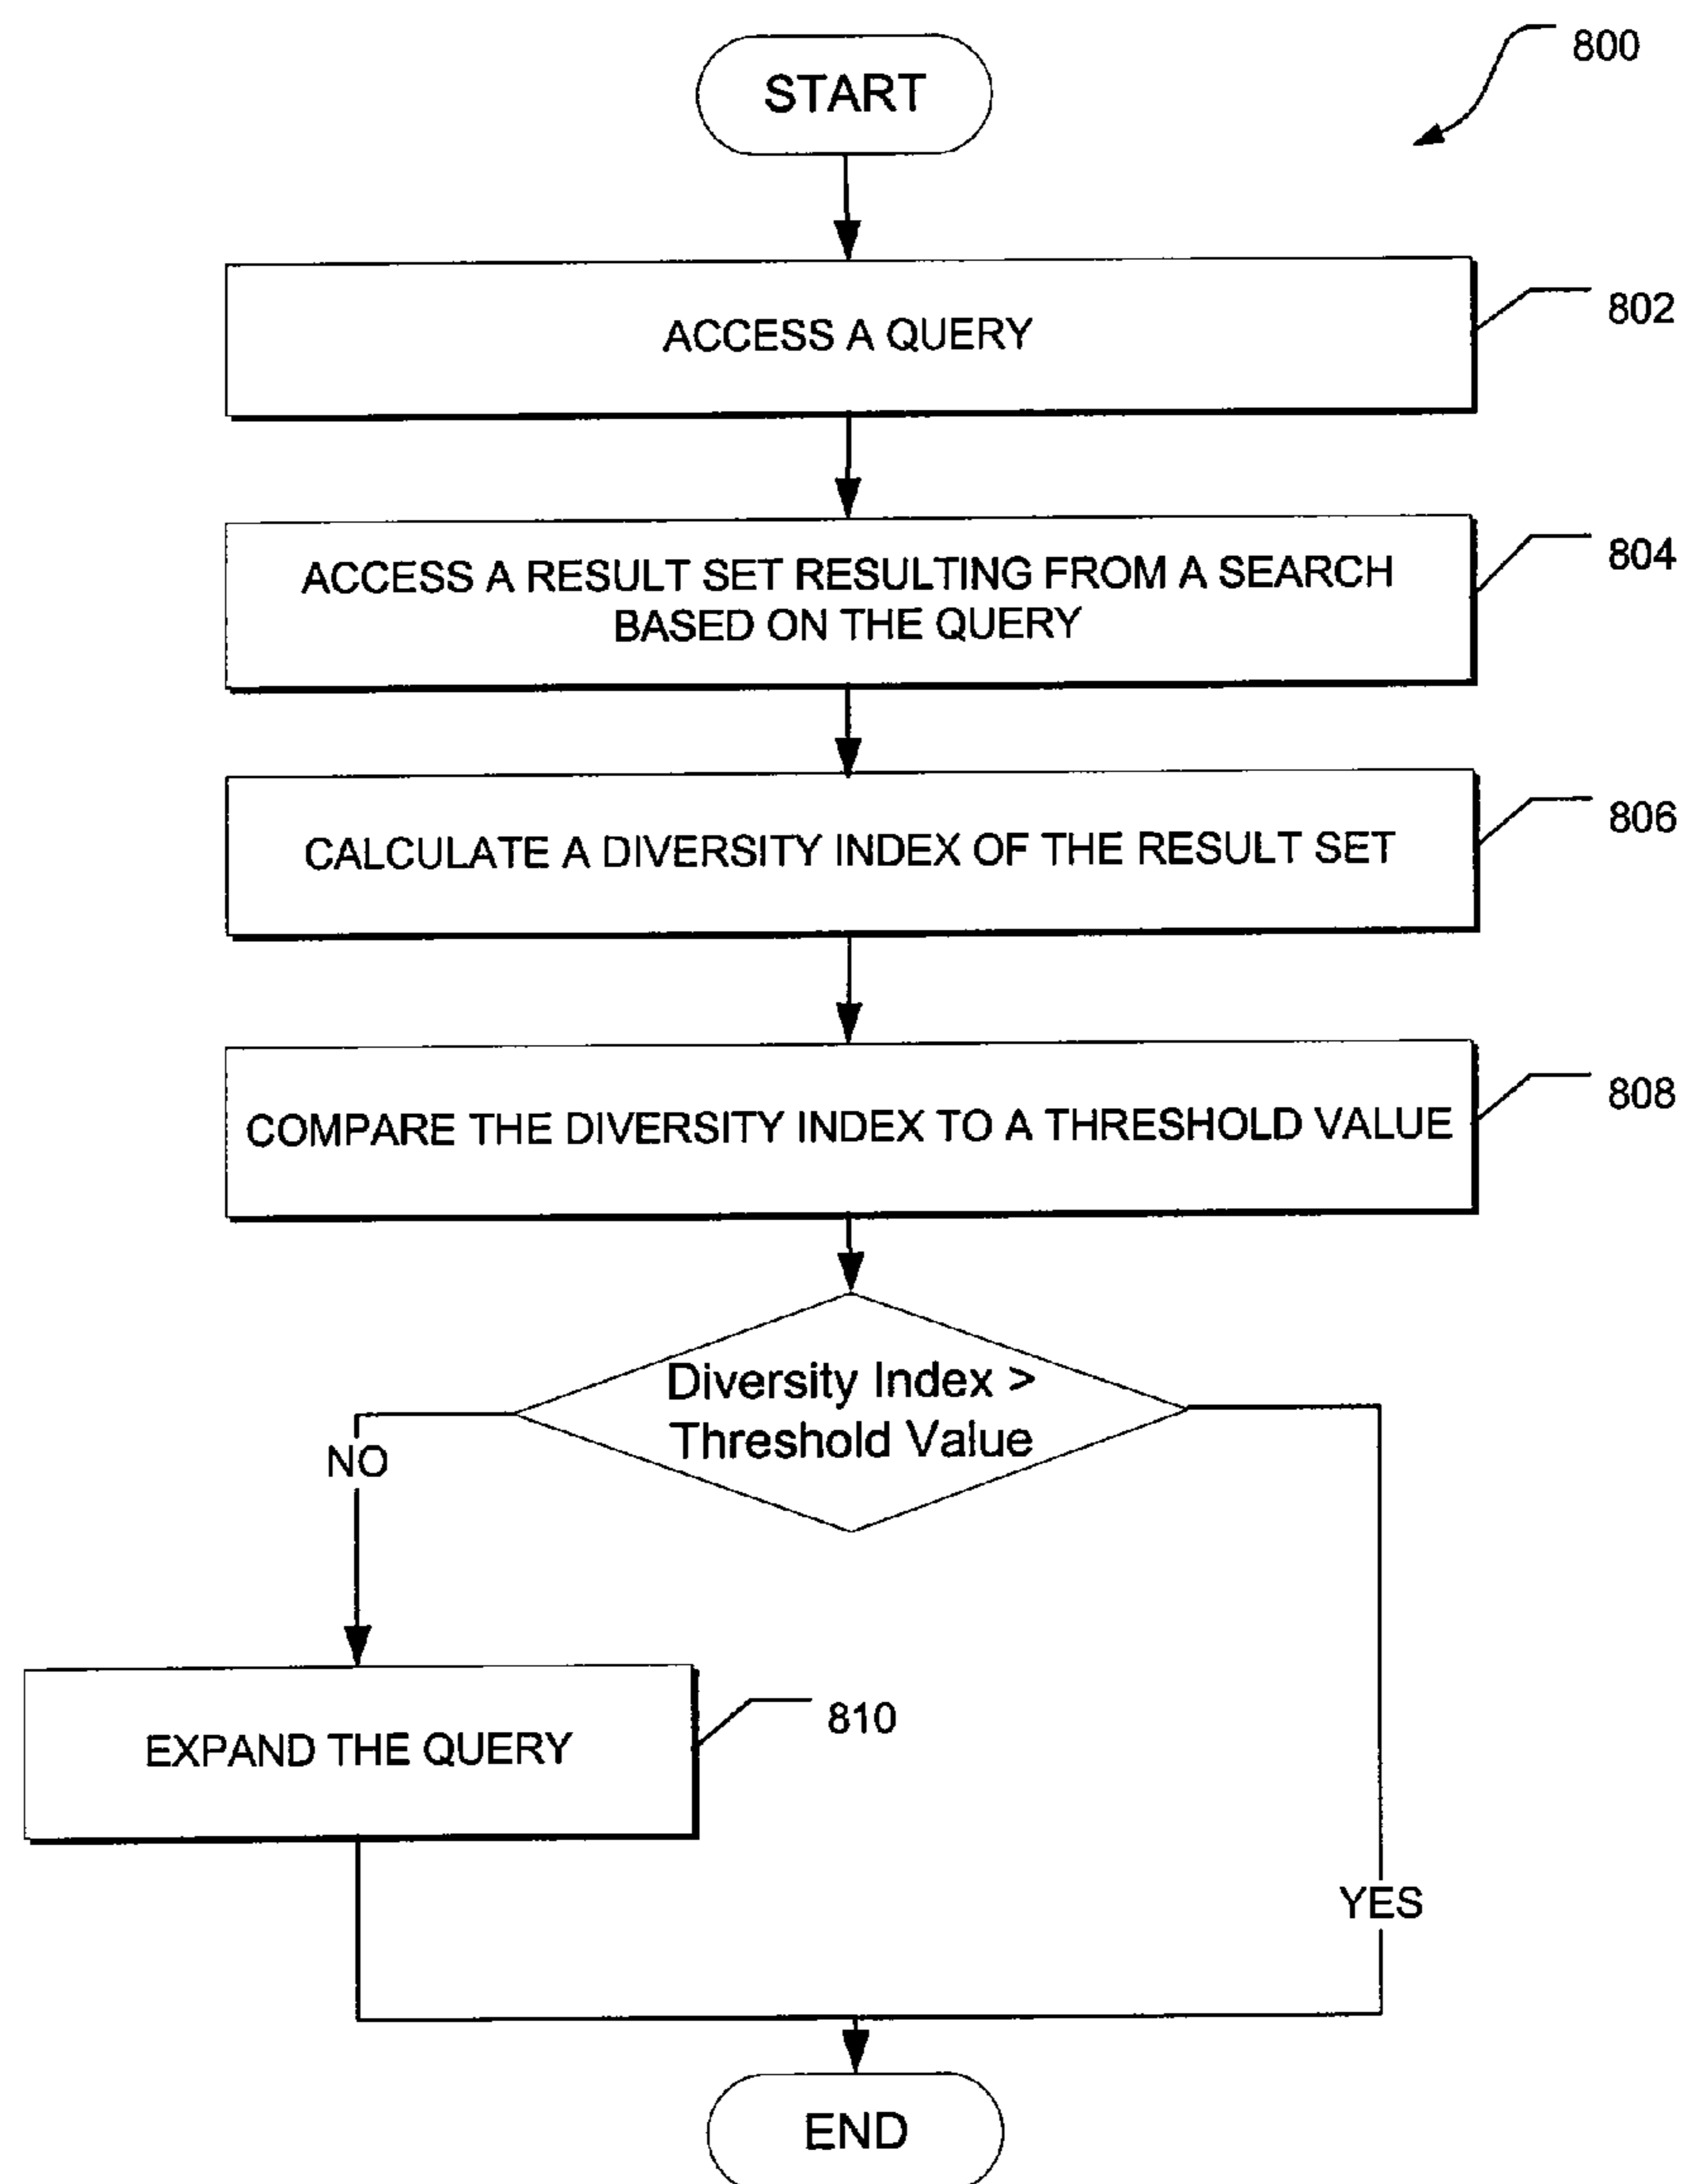 800
START
ACCESS A QUERY
802
ACCESS A RESULT SET RESULTING FROM A SEARCH
BASED ON THE QUERY
804
CALCULATE A DIVERSITY INDEX OF THE RESULT SET
806
COMPARE THE DIVERSITY INDEX TO A THRESHOLD VALUE
808
Diversity Index >
Threshold Value
NO
EXPAND THE QUERY
810
YES
END